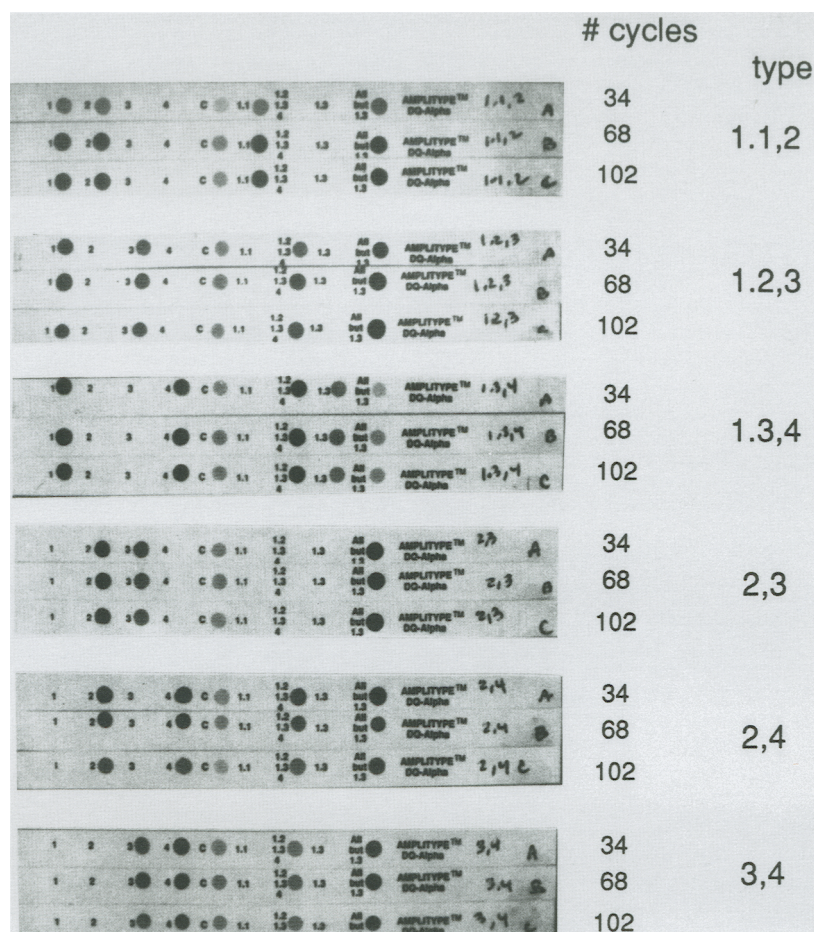 # cycles
type
1 2 3 4 C 1.1 1.2 1.3 4 1.3 All but 1.3 AMPLITYPE™ DQ-Alpha 1.1,2 A 34
1 2 3 4 C 1.1 1.2 1.3 4 1.3 All but 1.3 AMPLITYPE™ DQ-Alpha 1.1,2 B 68 1.1,2
1 2 3 4 C 1.1 1.2 1.3 4 1.3 All but 1.3 AMPLITYPE™ DQ-Alpha 1.1,2 C 102
1 2 3 4 C 1.1 1.2 1.3 4 1.3 All but 1.3 AMPLITYPE™ DQ-Alpha 1.2,3 A 34
1 2 3 4 C 1.1 1.2 1.3 4 1.3 All but 1.3 AMPLITYPE™ DQ-Alpha 1.2,3 B 68 1.2,3
1 2 3 4 C 1.1 1.2 1.3 4 1.3 All but 1.3 AMPLITYPE™ DQ-Alpha 1.2,3 C 102
1 2 3 4 C 1.1 1.2 1.3 4 1.3 All but 1.3 AMPLITYPE™ DQ-Alpha 1.3,4 A 34
1 2 3 4 C 1.1 1.2 1.3 4 1.3 All but 1.3 AMPLITYPE™ DQ-Alpha 1.3,4 B 68 1.3,4
1 2 3 4 C 1.1 1.2 1.3 4 1.3 All but 1.3 AMPLITYPE™ DQ-Alpha 1.3,4 C 102
1 2 3 4 C 1.1 1.2 1.3 4 1.3 All but 1.3 AMPLITYPE™ DQ-Alpha 2,3 A 34
1 2 3 4 C 1.1 1.2 1.3 4 1.3 All but 1.3 AMPLITYPE™ DQ-Alpha 2,3 B 68 2,3
1 2 3 4 C 1.1 1.2 1.3 4 1.3 All but 1.3 AMPLITYPE™ DQ-Alpha 2,3 C 102
1 2 3 4 C 1.1 1.2 1.3 4 1.3 All but 1.3 AMPLITYPE™ DQ-Alpha 2,4 A 34
1 2 3 4 C 1.1 1.2 1.3 4 1.3 All but 1.3 AMPLITYPE™ DQ-Alpha 2,4 B 68 2,4
1 2 3 4 C 1.1 1.2 1.3 4 1.3 All but 1.3 AMPLITYPE™ DQ-Alpha 2,4 C 102
1 2 3 4 C 1.1 1.2 1.3 4 1.3 All but 1.3 AMPLITYPE™ DQ-Alpha 3,4 A 34
1 2 3 4 C 1.1 1.2 1.3 4 1.3 All but 1.3 AMPLITYPE™ DQ-Alpha 3,4 B 68 3,4
1 2 3 4 C 1.1 1.2 1.3 1.3 All but AMPLITYPE™ DQ-Alpha 3,4 C 102